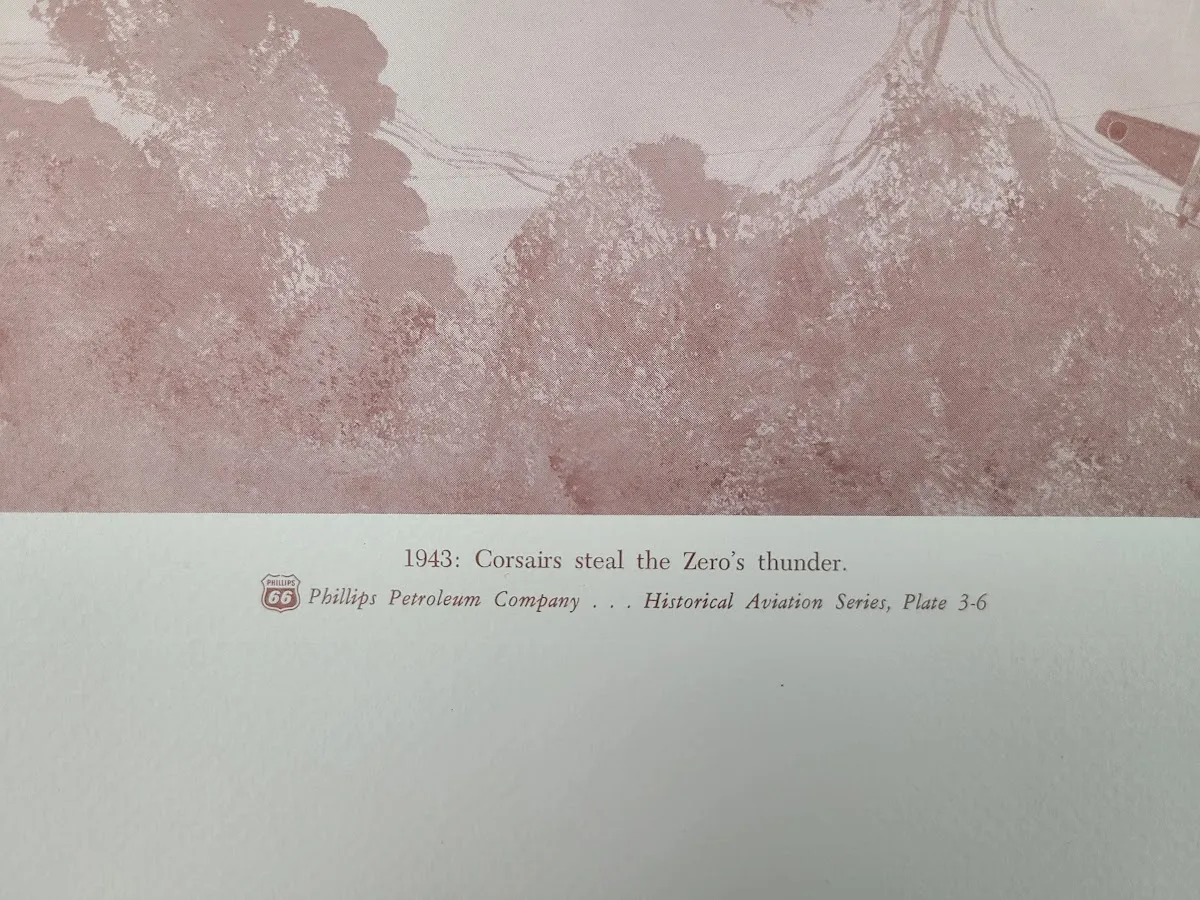 1943: Corsairs steal the Zero's thunder.
PHILLIPS
66
Phillips Petroleum Company . . . Historical Aviation Series, Plate 3-6